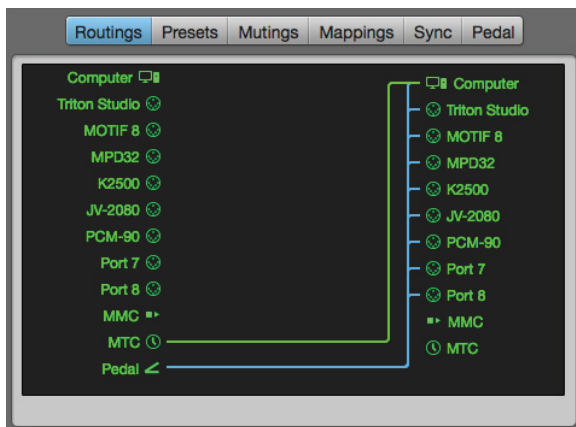 Routings Presets Mutings Mappings Sync Pedal
Computer
Triton Studio
MOTIF 8
MPD32
K2500
JV-2080
PCM-90
Port 7
Port 8
MMC
MTC
Pedal
Computer
Triton Studio
MOTIF 8
MPD32
K2500
JV-2080
PCM-90
Port 7
Port 8
MMC
MTC